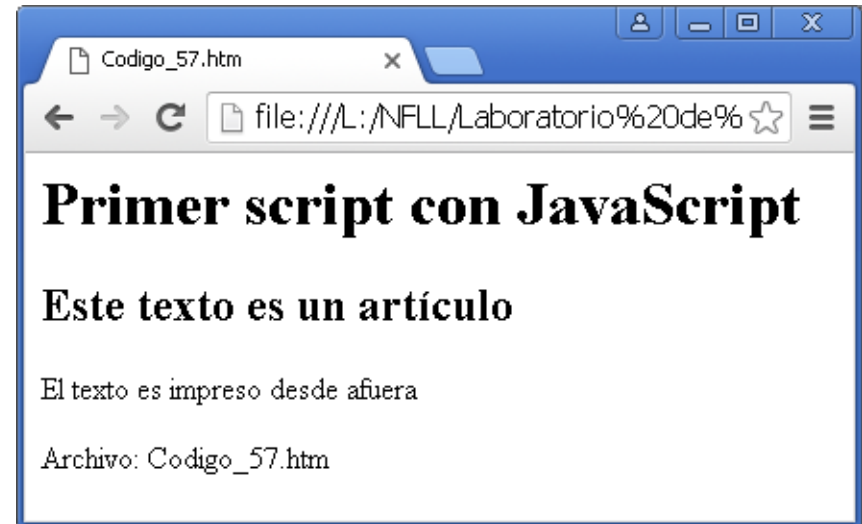 Codigo_57.htm
file:///L:/NFLL/Laboratorio%20de%
Primer script con JavaScript
Este texto es un artículo
El texto es impreso desde afuera
Archivo: Codigo_57.htm